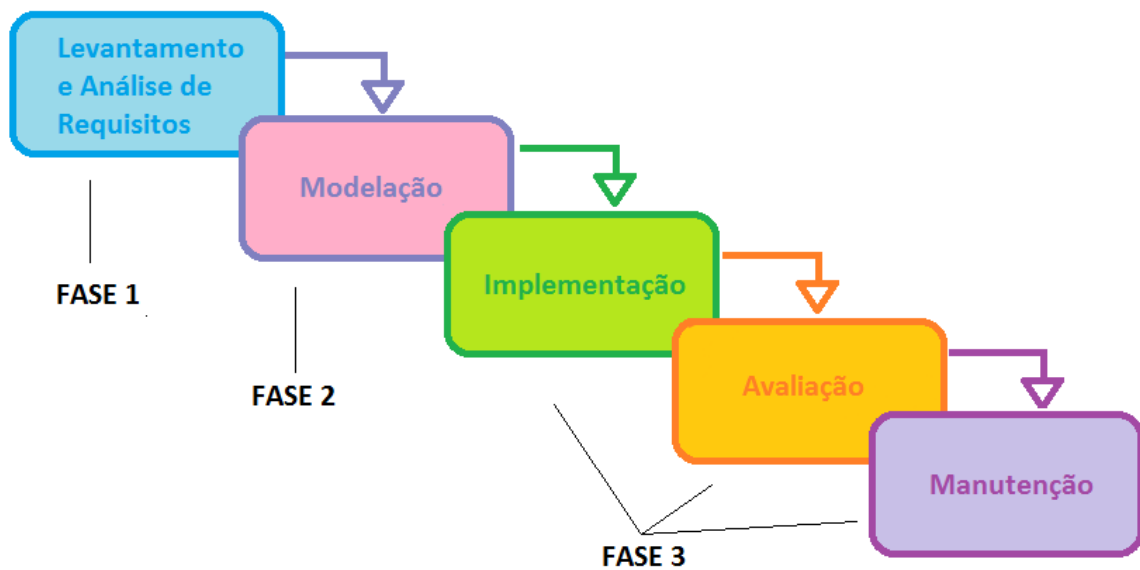 Levantamento
e Análise de
Requisitos
Modelação
FASE 1
Implementação
FASE 2
Avaliação
Manutenção
FASE 3